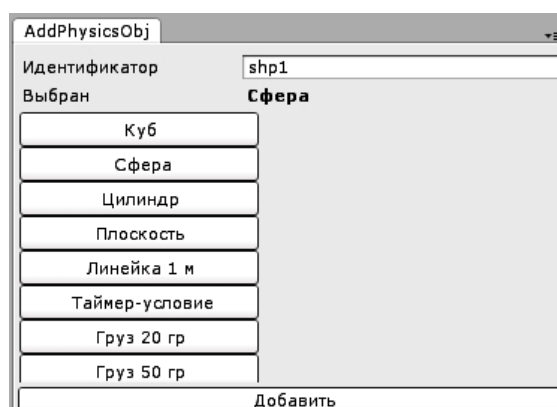 AddPhysicsObj
Идентификатор shp1
Выбран Сфера
Куб
Сфера
Цилиндр
Плоскость
Линейка 1 м
Таймер-условие
Груз 20 гр
Груз 50 гр
Добавить